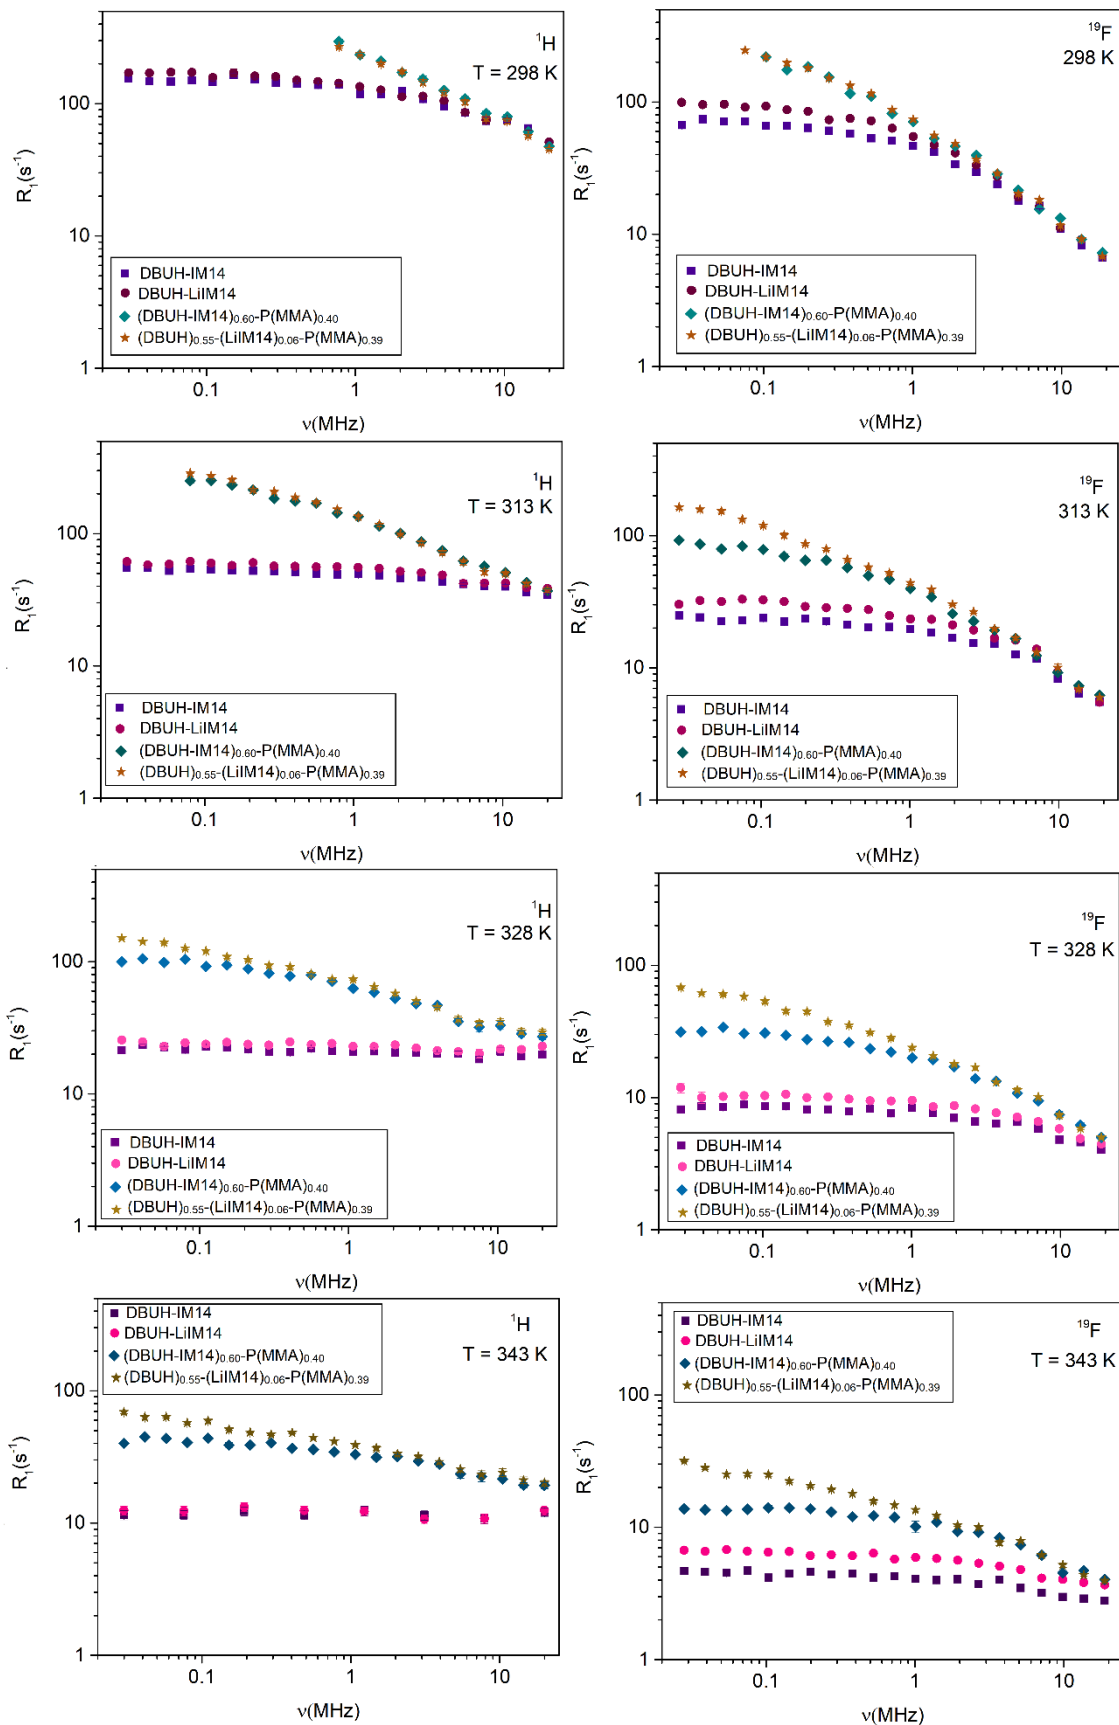 ¹H
T = 298 K
100
10
1
R₁(s⁻¹)
DBUH-IM14
DBUH-LiIM14
(DBUH-IM14)₀.₆₀-P(MMA)₀.₄₀
(DBUH)₀.₅₅-(LiIM14)₀.₀₆-P(MMA)₀.₃₉
0.1 1 10
ν(MHz)
¹⁹F
298 K
100
10
1
R₁(s⁻¹)
DBUH-IM14
DBUH-LiIM14
(DBUH-IM14)₀.₆₀-P(MMA)₀.₄₀
(DBUH)₀.₅₅-(LiIM14)₀.₀₆-P(MMA)₀.₃₉
0.1 1 10
ν(MHz)
¹H
T = 313 K
100
10
1
R₁(s⁻¹)
DBUH-IM14
DBUH-LiIM14
(DBUH-IM14)₀.₆₀-P(MMA)₀.₄₀
(DBUH)₀.₅₅-(LiIM14)₀.₀₆-P(MMA)₀.₃₉
0.1 1 10
ν(MHz)
¹⁹F
313 K
100
10
1
R₁(s⁻¹)
DBUH-IM14
DBUH-LiIM14
(DBUH-IM14)₀.₆₀-P(MMA)₀.₄₀
(DBUH)₀.₅₅-(LiIM14)₀.₀₆-P(MMA)₀.₃₉
0.1 1 10
ν(MHz)
¹H
T = 328 K
100
10
1
R₁(s⁻¹)
DBUH-IM14
DBUH-LiIM14
(DBUH-IM14)₀.₆₀-P(MMA)₀.₄₀
(DBUH)₀.₅₅-(LiIM14)₀.₀₆-P(MMA)₀.₃₉
0.1 1 10
ν(MHz)
¹⁹F
T = 328 K
100
10
1
R₁(s⁻¹)
DBUH-IM14
DBUH-LiIM14
(DBUH-IM14)₀.₆₀-P(MMA)₀.₄₀
(DBUH)₀.₅₅-(LiIM14)₀.₀₆-P(MMA)₀.₃₉
0.1 1 10
ν(MHz)
DBUH-IM14
DBUH-LiIM14
(DBUH-IM14)₀.₆₀-P(MMA)₀.₄₀
(DBUH)₀.₅₅-(LiIM14)₀.₀₆-P(MMA)₀.₃₉
¹H
T = 343 K
100
10
1
R₁(s⁻¹)
0.1 1 10
ν(MHz)
DBUH-IM14
DBUH-LiIM14
(DBUH-IM14)₀.₆₀-P(MMA)₀.₄₀
(DBUH)₀.₅₅-(LiIM14)₀.₀₆-P(MMA)₀.₃₉
¹⁹F
T = 343 K
100
10
1
R₁(s⁻¹)
0.1 1 10
ν(MHz)